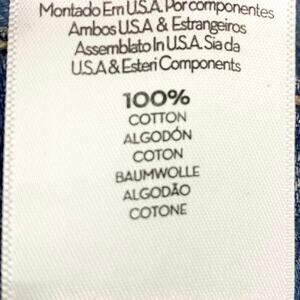 Montado Em U.S.A. Por componentes
Ambos U.S.A & Estrangeiros
Assemblato In U.S.A. Sia da
U.S.A & Esteri Components
100%
COTTON
ALGODÓN
COTON
BAUMWOLLE
ALGODÃO
COTONE